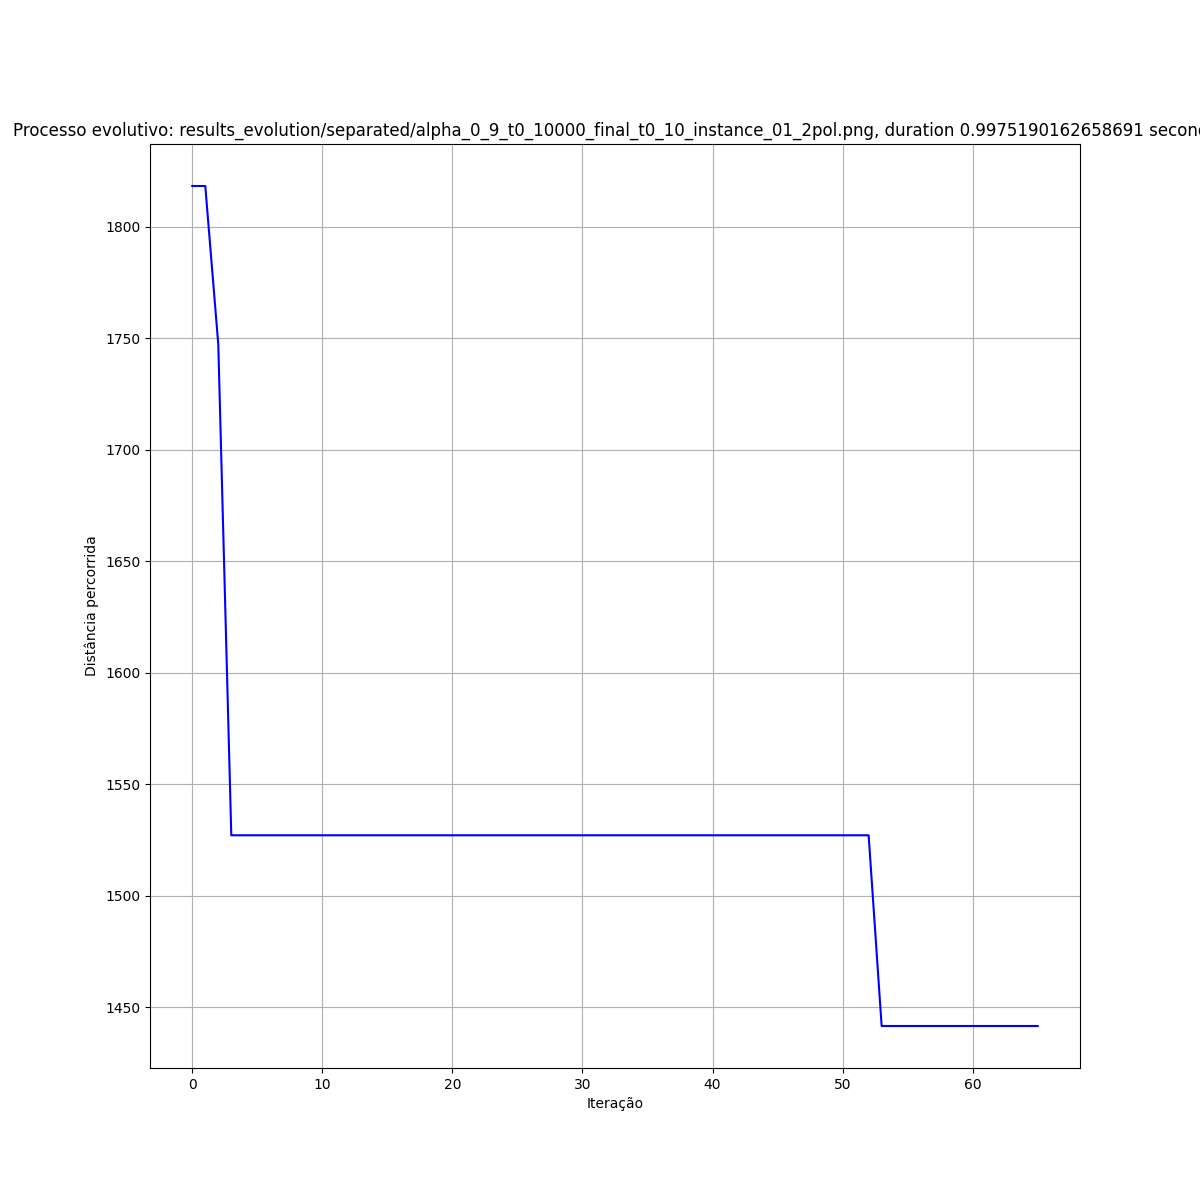 Processo evolutivo: results_evolution/separated/alpha_0_9_t0_10000_final_t0_10_instance_01_2pol.png, duration 0.9975190162658691
1800
1750
1700
1650
1600
1550
1500
1450
Distância percorrida
0 10 20 30 40 50 60
Iteração